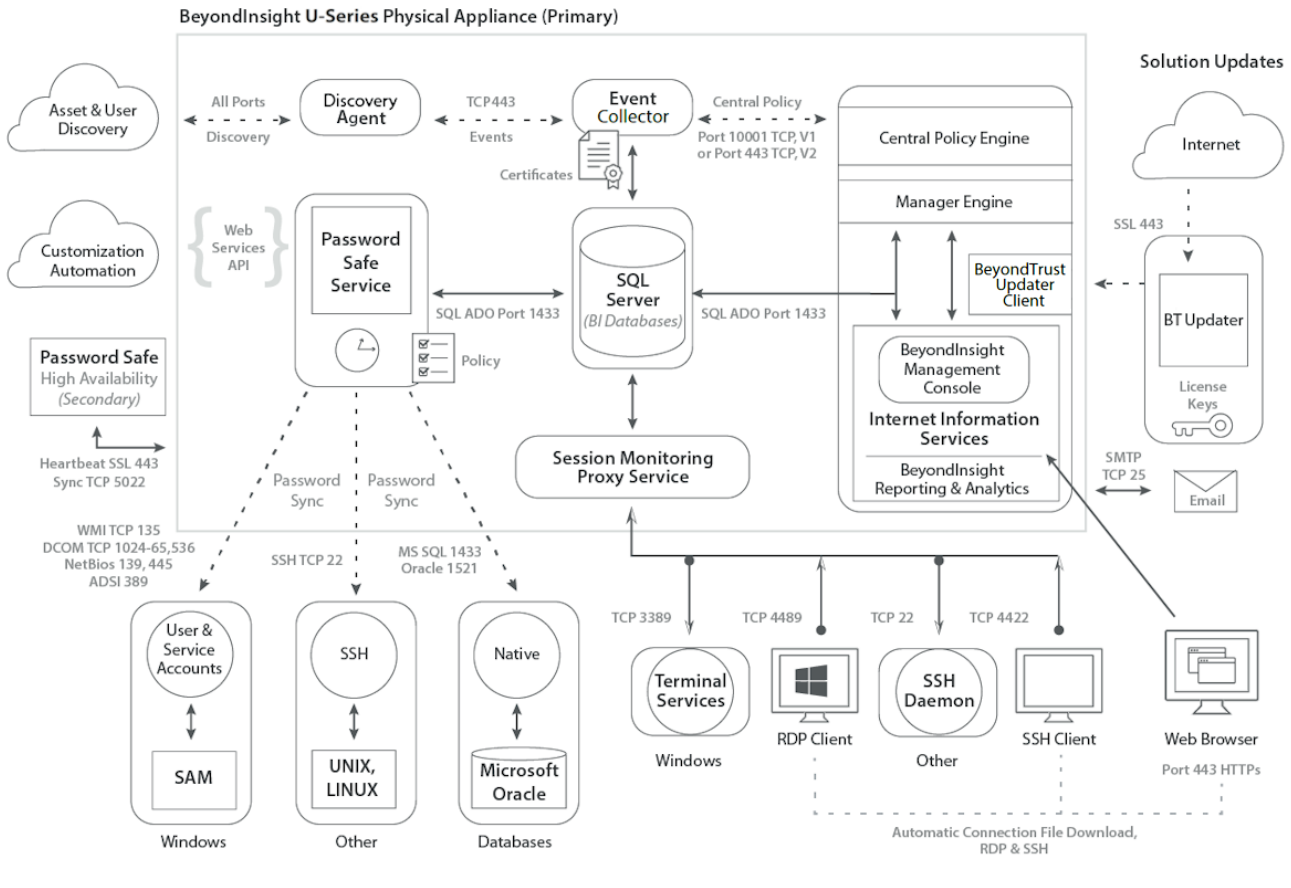 BeyondInsight U-Series Physical Appliance (Primary)
Solution Updates
Asset & User
Discovery
All Ports
Discovery
Discovery
Agent
TCP443
Events
Event
Collector
Certificates
Central Policy
Port 10001 TCP, V1
or Port 443 TCP, V2
Central Policy Engine
Manager Engine
Internet
SSL 443
Customization
Automation
Web
Services
API
Password
Safe
Service
SQL ADO Port 1433
Policy
SQL
Server
(BI Databases)
SQL ADO Port 1433
BeyondTrust
Updater
Client
BT Updater
License
Keys
Password Safe
High Availability
(Secondary)
Heartbeat SSL 443
Sync TCP 5022
BeyondInsight
Management
Console
Internet Information
Services
BeyondInsight
Reporting & Analytics
Session Monitoring
Proxy Service
SMTP
TCP 25
Email
Password
Sync
Password
Sync
WMI TCP 135
DCOM TCP 1024-65,536
NetBios 139, 445
ADSI 389
SSH TCP 22
MS SQL 1433
Oracle 1521
TCP 3389
TCP 4489
TCP 22
TCP 4422
User &
Service
Accounts
SAM
Windows
SSH
UNIX,
LINUX
Other
Native
Microsoft
Oracle
Databases
Terminal
Services
Windows
RDP Client
SSH
Daemon
Other
SSH Client
Web Browser
Port 443 HTTPs
Automatic Connection File Download,
RDP & SSH